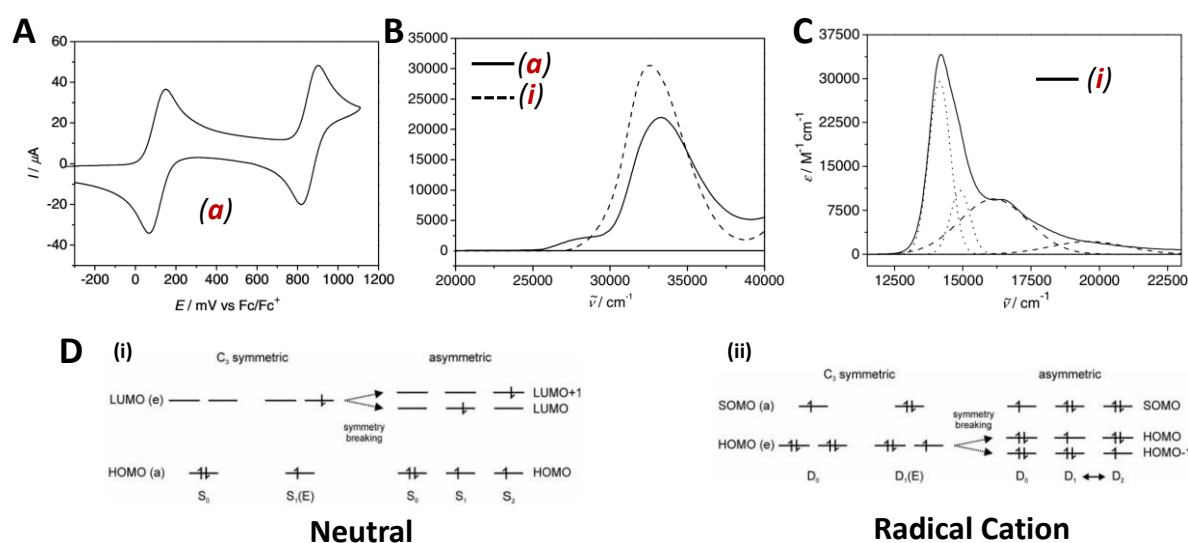 A
60
40
20
0
-20
-40
I / µA
-200 0 200 400 600 800 1000 1200
E / mV vs Fc/Fc+
(a)
B
35000
30000
25000
20000
15000
10000
5000
0
20000 25000 30000 35000 40000
ṽ / cm⁻¹
(a)
(i)
C
37500
30000
22500
15000
7500
0
ε / M⁻¹ cm⁻¹
12500 15000 17500 20000 22500
ṽ / cm⁻¹
(i)
D (i)
C₃ symmetric asymmetric
LUMO (e)
LUMO+1
LUMO
symmetry
breaking
HOMO (a)
HOMO
S₀ S₁(E) S₀ S₁ S₂
Neutral
(ii)
C₃ symmetric asymmetric
SOMO (a)
SOMO
symmetry
breaking
HOMO (e)
HOMO
HOMO-1
D₀ D₁(E) D₀ D₁ D₂
Radical Cation